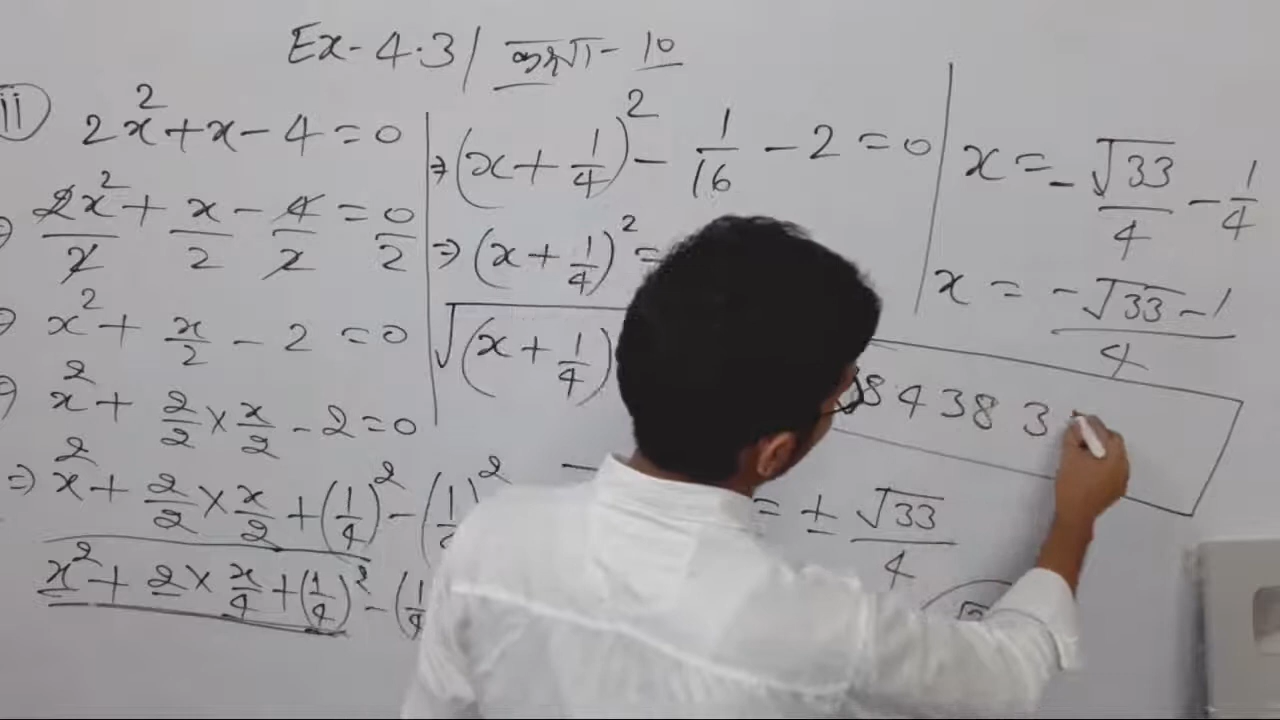 Ex-4.3/ कक्षा-10
ii) 2x²+x-4=0
⇒ 2x²/2 + x/2 - 4/2 = 0/2
⇒ x² + x/2 - 2 = 0
⇒ x² + 2/2 × x/2 - 2 = 0
⇒ x² + 2/2 × x/2 + (1/4)² - (1/
x² + 2 × x/4 + (1/4)² - (1/4
⇒ (x + 1/4)² - 1/16 - 2 = 0
⇒ (x + 1/4)² =
√(x + 1/4)
= ± √33/4
x = - √33/4 - 1/4
x = -√33 - 1/4
84383